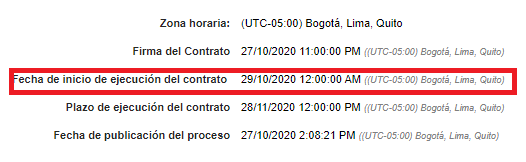 Zona horaria: (UTC-05:00) Bogotá, Lima, Quito
Firma del Contrato 27/10/2020 11:00:00 PM ((UTC-05:00) Bogotá, Lima, Quito)
Fecha de inicio de ejecución del contrato 29/10/2020 12:00:00 AM ((UTC-05:00) Bogotá, Lima, Quito)
Plazo de ejecución del contrato 28/11/2020 12:00:00 PM ((UTC-05:00) Bogotá, Lima, Quito)
Fecha de publicación del proceso 27/10/2020 2:08:21 PM ((UTC-05:00) Bogotá, Lima, Quito)